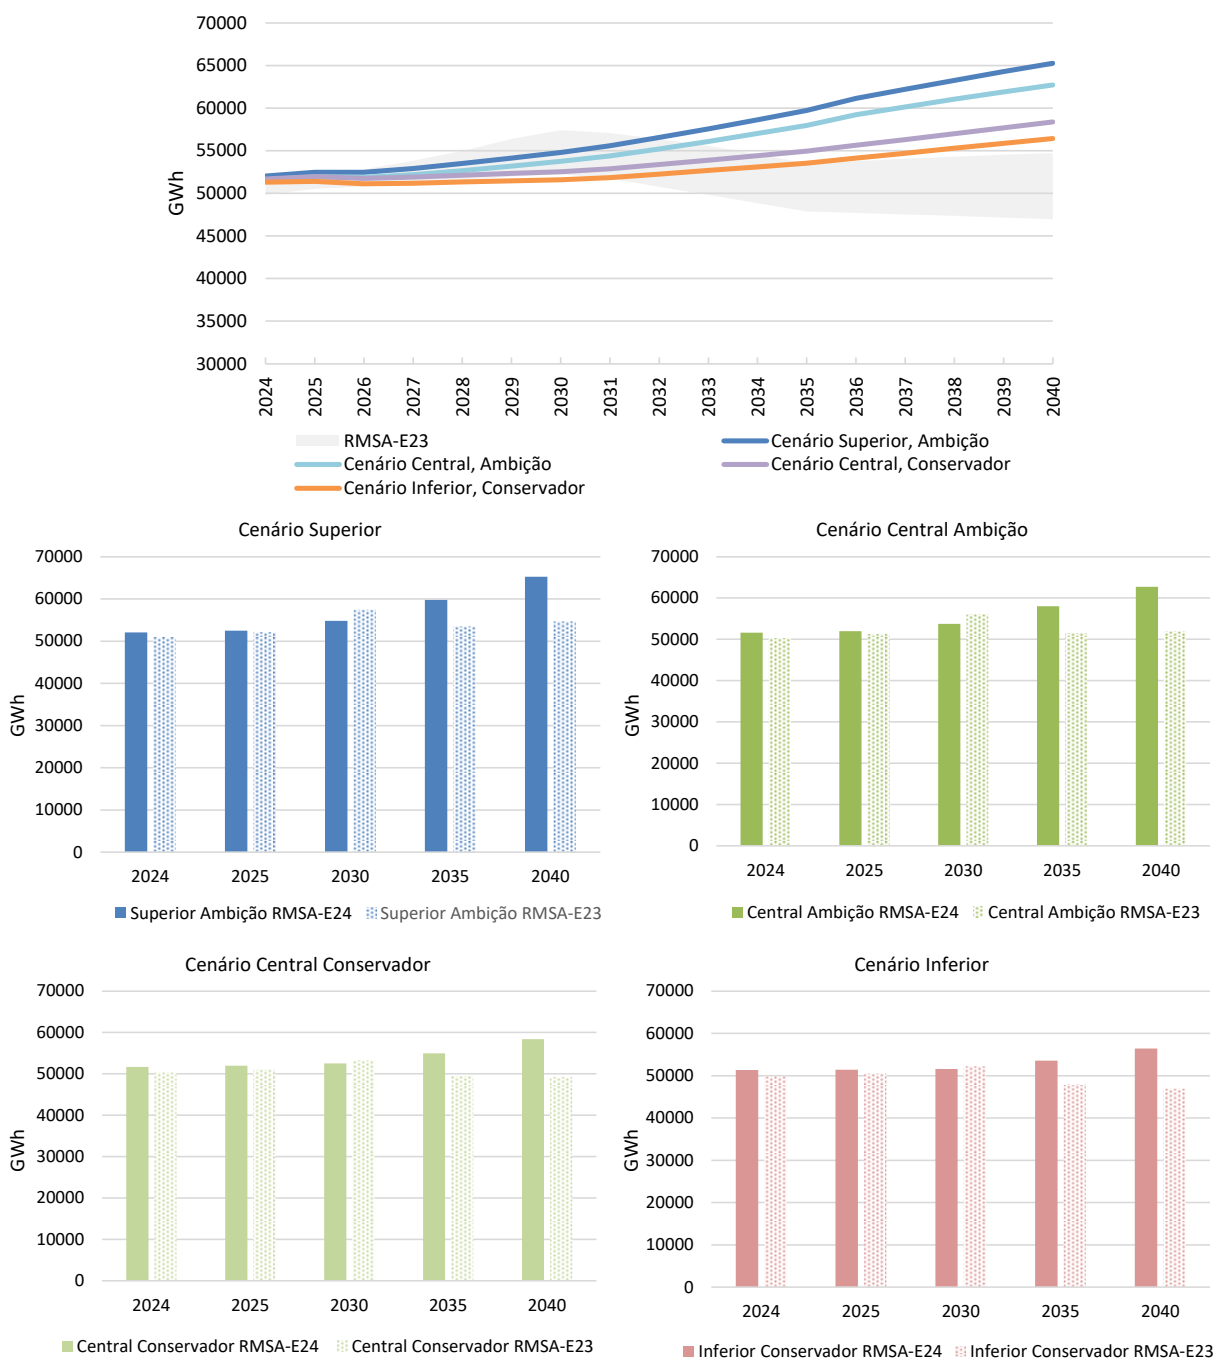 70000
65000
60000
55000
50000
45000
40000
35000
30000
GWh
2024
2025
2026
2027
2028
2029
2030
2031
2032
2033
2034
2035
2036
2037
2038
2039
2040
RMSA-E23
Cenário Superior, Ambição
Cenário Central, Ambição
Cenário Central, Conservador
Cenário Inferior, Conservador
Cenário Superior
70000
60000
50000
40000
30000
20000
10000
0
GWh
2024 2025 2030 2035 2040
Superior Ambição RMSA-E24 Superior Ambição RMSA-E23
Cenário Central Ambição
70000
60000
50000
40000
30000
20000
10000
0
GWh
2024 2025 2030 2035 2040
Central Ambição RMSA-E24 Central Ambição RMSA-E23
Cenário Central Conservador
70000
60000
50000
40000
30000
20000
10000
0
GWh
2024 2025 2030 2035 2040
Central Conservador RMSA-E24 Central Conservador RMSA-E23
Cenário Inferior
70000
60000
50000
40000
30000
20000
10000
0
GWh
2024 2025 2030 2035 2040
Inferior Conservador RMSA-E24 Inferior Conservador RMSA-E23